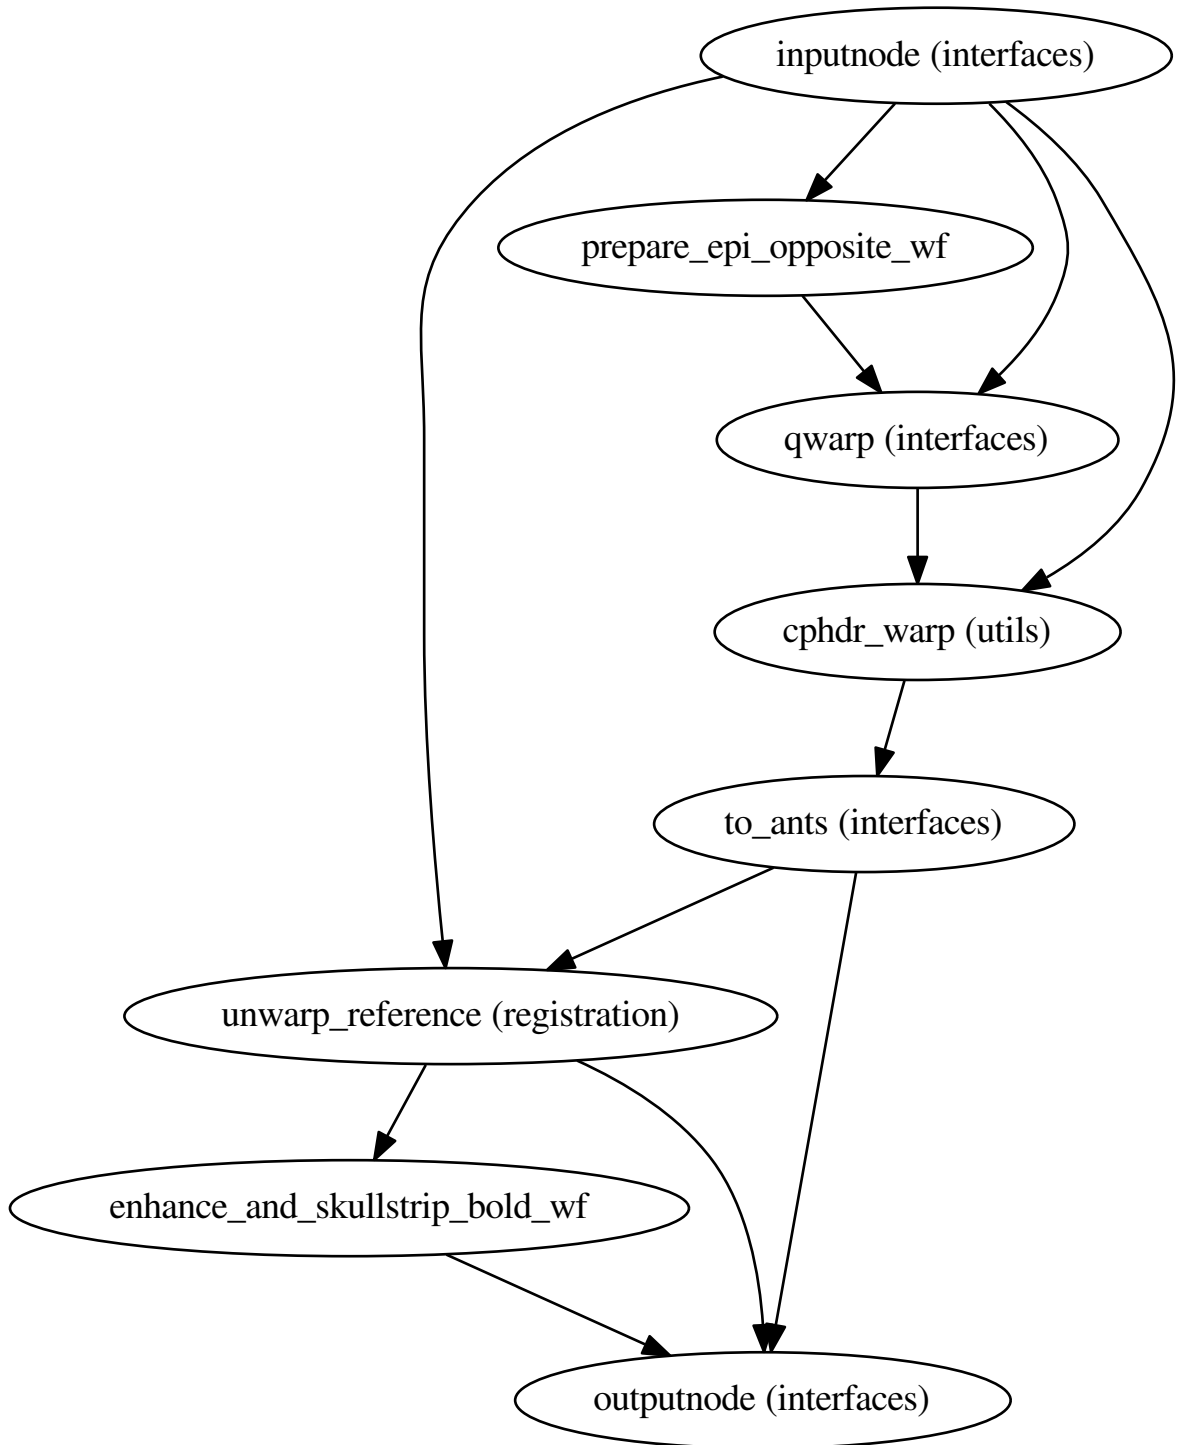 inputnode (interfaces)
prepare_epi_opposite_wf
qwarp (interfaces)
cphdr_warp (utils)
to_ants (interfaces)
unwarp_reference (registration)
enhance_and_skullstrip_bold_wf
outputnode (interfaces)